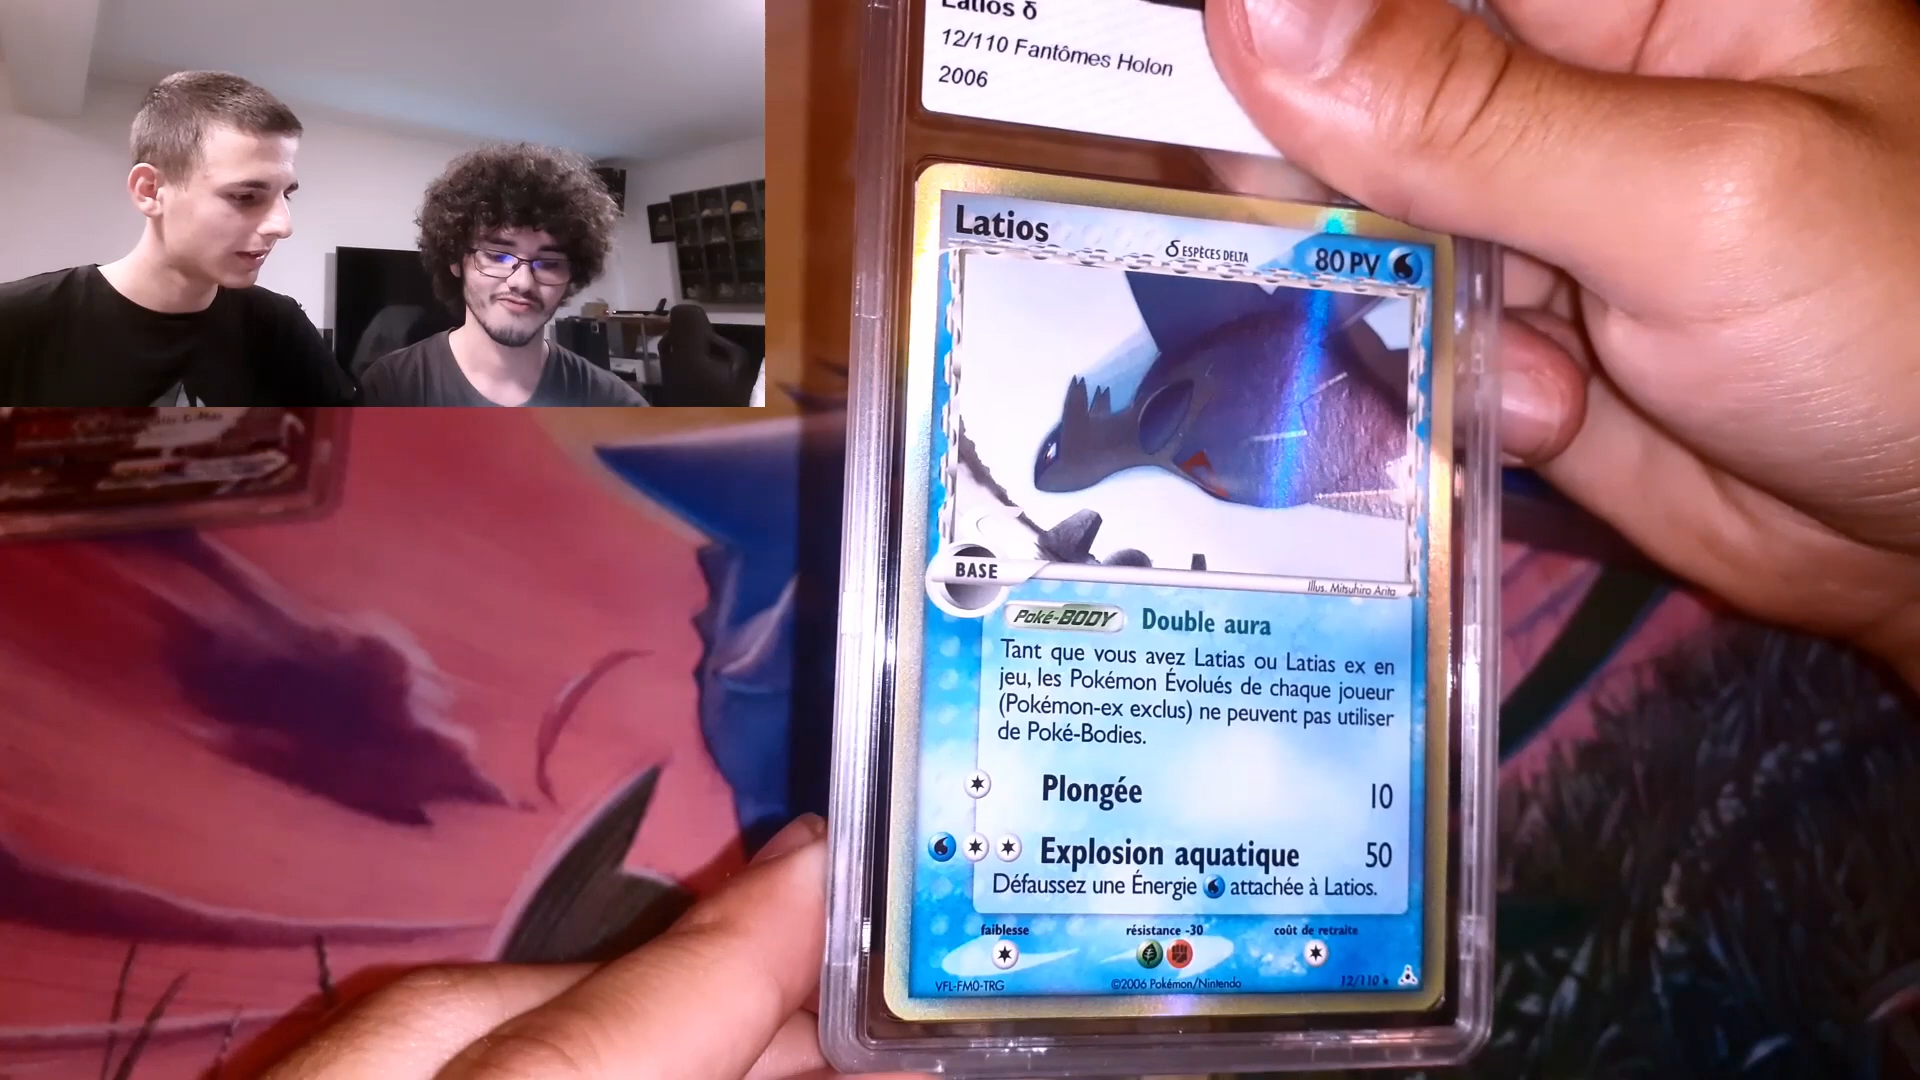 Latios δ
12/110 Fantômes Holon
2006
Latios
δ ESPÈCES DELTA
80 PV
BASE
Illus. Mitsuhiro Arita
Poké-BODY Double aura
Tant que vous avez Latias ou Latias ex en
jeu, les Pokémon Évolués de chaque joueur
(Pokémon-ex exclus) ne peuvent pas utiliser
de Poké-Bodies.
Plongée 10
Explosion aquatique 50
Défaussez une Énergie attachée à Latios.
faiblesse résistance -30 coût de retraite
VFL-FM0-TRG ©2006 Pokémon/Nintendo 12/110